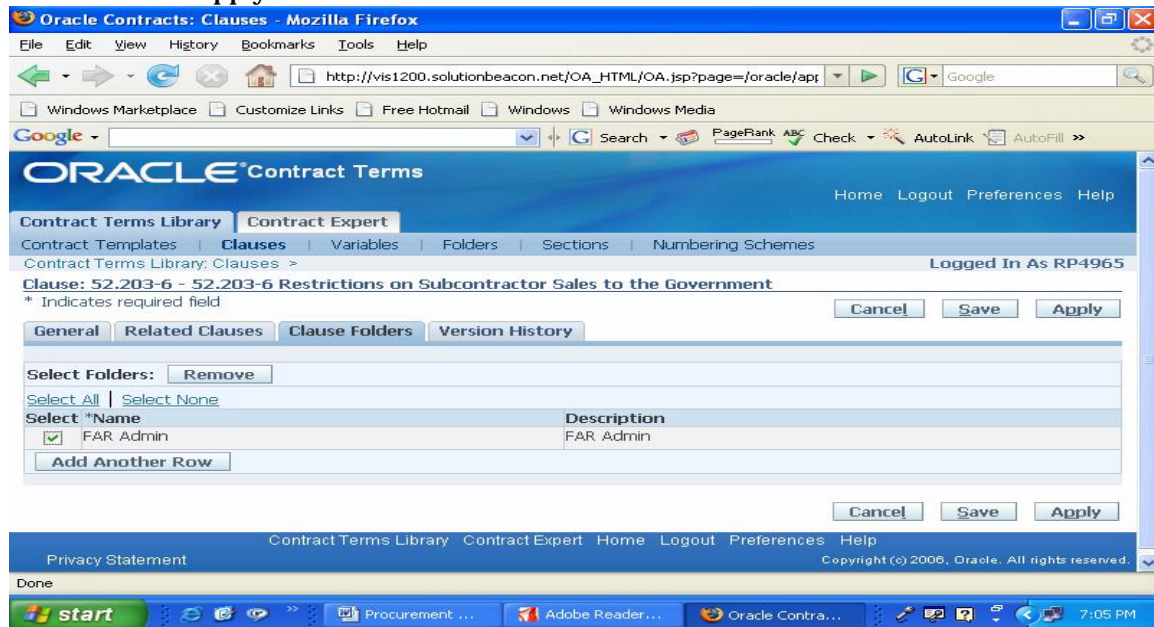 Oracle Contracts: Clauses - Mozilla Firefox
File Edit View History Bookmarks Tools Help
http://vis1200.solutionbeacon.net/OA_HTML/OA.jsp?page=/oracle/app Google
Windows Marketplace Customize Links Free Hotmail Windows Windows Media
Google Search PageRank ABC Check AutoLink AutoFill »
ORACLE Contract Terms
Home Logout Preferences Help
Contract Terms Library Contract Expert
Contract Templates | Clauses | Variables | Folders | Sections | Numbering Schemes
Contract Terms Library: Clauses > Logged In As RP4965
Clause: 52.203-6 - 52.203-6 Restrictions on Subcontractor Sales to the Government
* Indicates required field Cancel Save Apply
General Related Clauses Clause Folders Version History
Select Folders: Remove
Select All | Select None
Select *Name Description
FAR Admin FAR Admin
Add Another Row
Cancel Save Apply
Contract Terms Library Contract Expert Home Logout Preferences Help
Privacy Statement Copyright (c) 2006, Oracle. All rights reserved.
Done
start » Procurement ... Adobe Reader... Oracle Contra... 7:05 PM